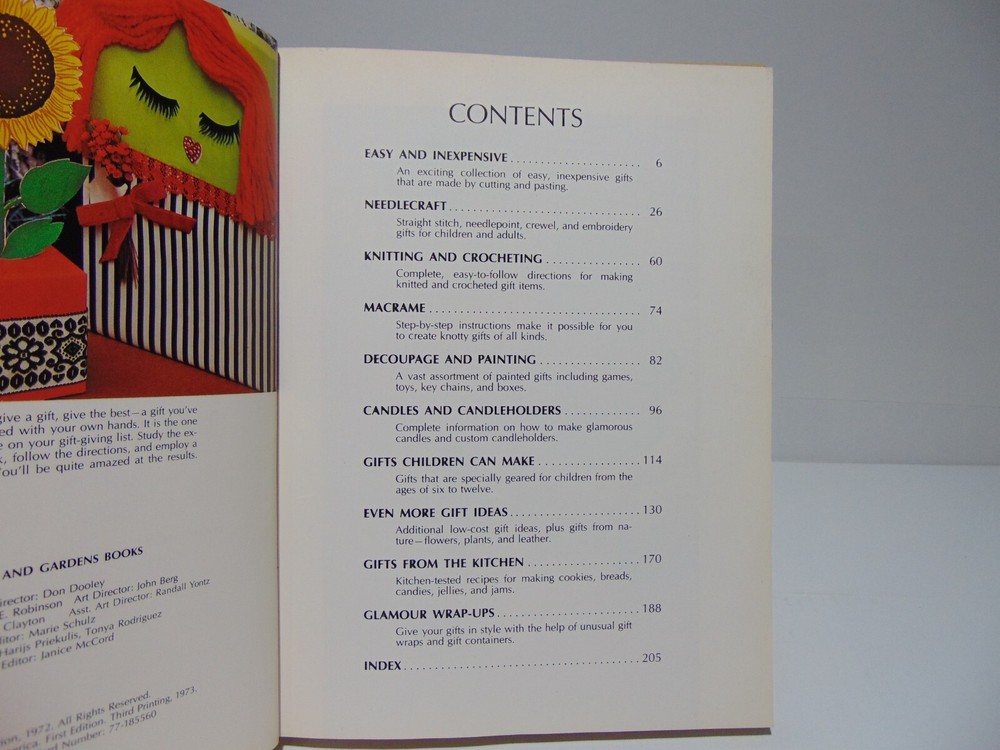 give a gift, give the best—a gift you've
ed with your own hands. It is the one
e on your gift-giving list. Study the ex-
, follow the directions, and employ a
ou'll be quite amazed at the results.
AND GARDENS BOOKS
irector: Don Dooley
E. Robinson Art Director: John Berg
Clayton Asst. Art Director: Randall Yontz
itor: Marie Schulz
Harijs Priekulis, Tonya Rodriguez
Editor: Janice McCord
ion, 1972. All Rights Reserved.
erica. First Edition. Third Printing, 1973.
rd Number: 77-185560
CONTENTS
EASY AND INEXPENSIVE 6
An exciting collection of easy, inexpensive gifts
that are made by cutting and pasting.
NEEDLECRAFT 26
Straight stitch, needlepoint, crewel, and embroidery
gifts for children and adults.
KNITTING AND CROCHETING 60
Complete, easy-to-follow directions for making
knitted and crocheted gift items.
MACRAME 74
Step-by-step instructions make it possible for you
to create knotty gifts of all kinds.
DECOUPAGE AND PAINTING 82
A vast assortment of painted gifts including games,
toys, key chains, and boxes.
CANDLES AND CANDLEHOLDERS 96
Complete information on how to make glamorous
candles and custom candleholders.
GIFTS CHILDREN CAN MAKE 114
Gifts that are specially geared for children from the
ages of six to twelve.
EVEN MORE GIFT IDEAS 130
Additional low-cost gift ideas, plus gifts from na-
ture—flowers, plants, and leather.
GIFTS FROM THE KITCHEN 170
Kitchen-tested recipes for making cookies, breads,
candies, jellies, and jams.
GLAMOUR WRAP-UPS 188
Give your gifts in style with the help of unusual gift
wraps and gift containers.
INDEX 205